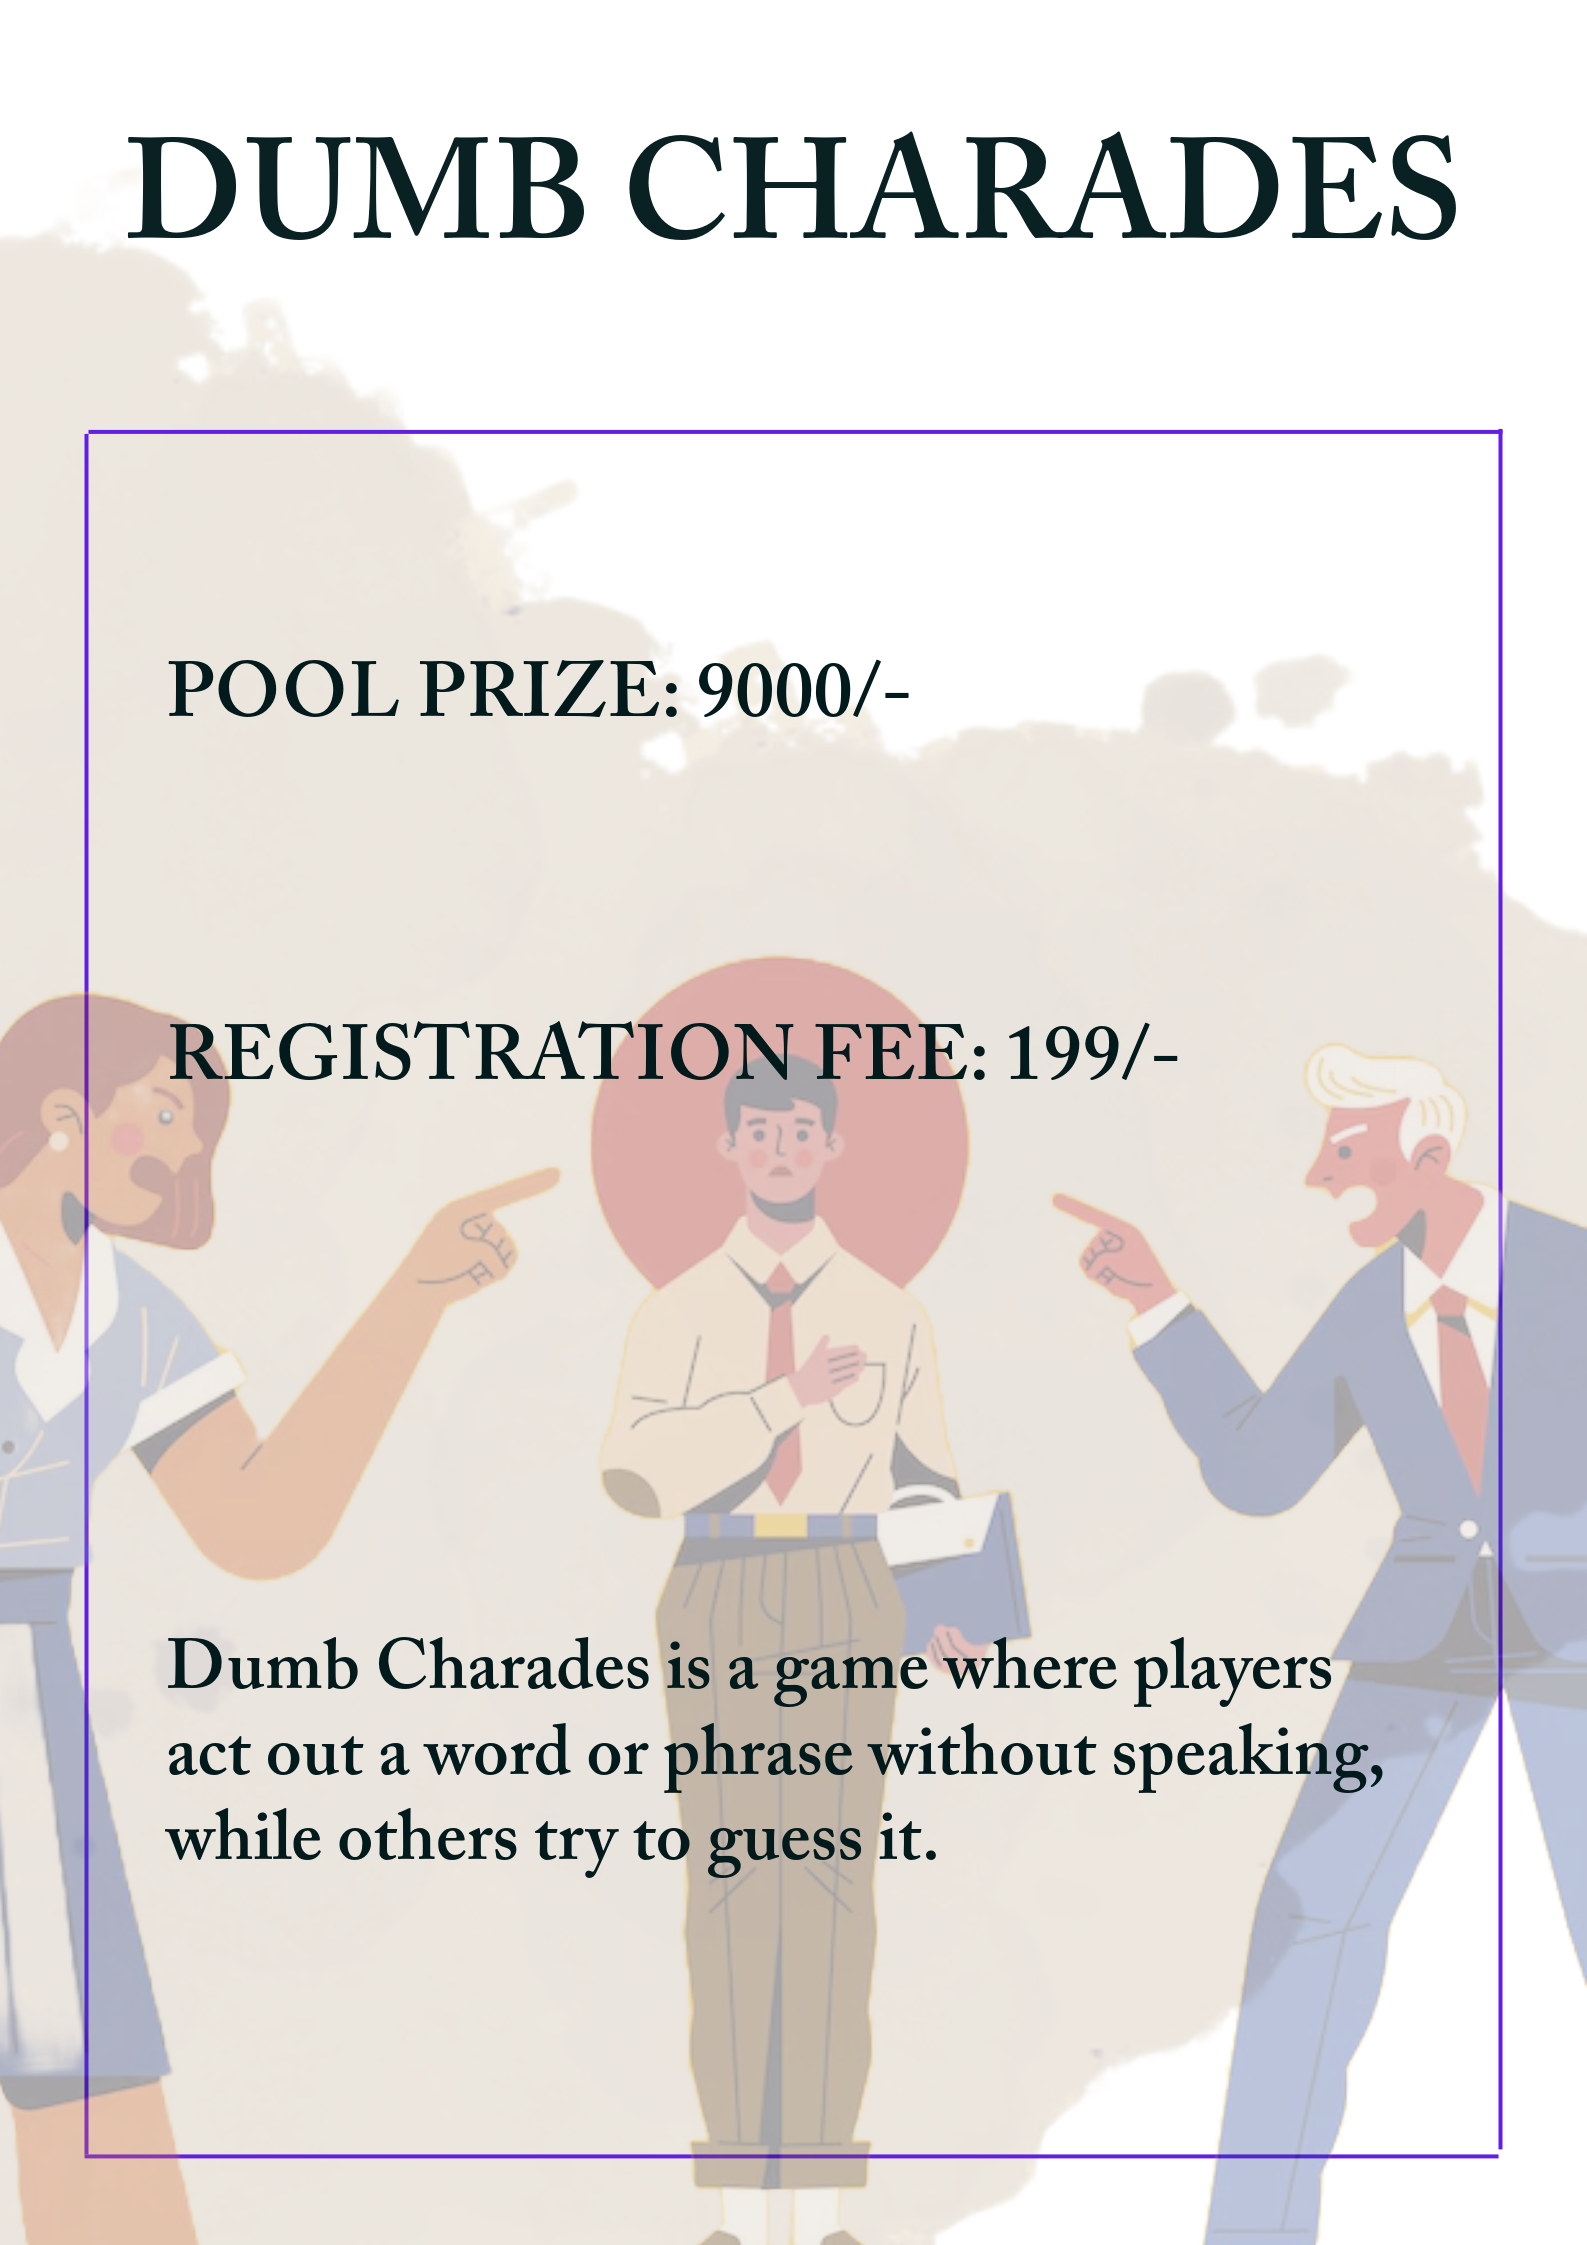 DUMB CHARADES
POOL PRIZE: 9000/-
REGISTRATION FEE: 199/-
Dumb Charades is a game where players
act out a word or phrase without speaking,
while others try to guess it.